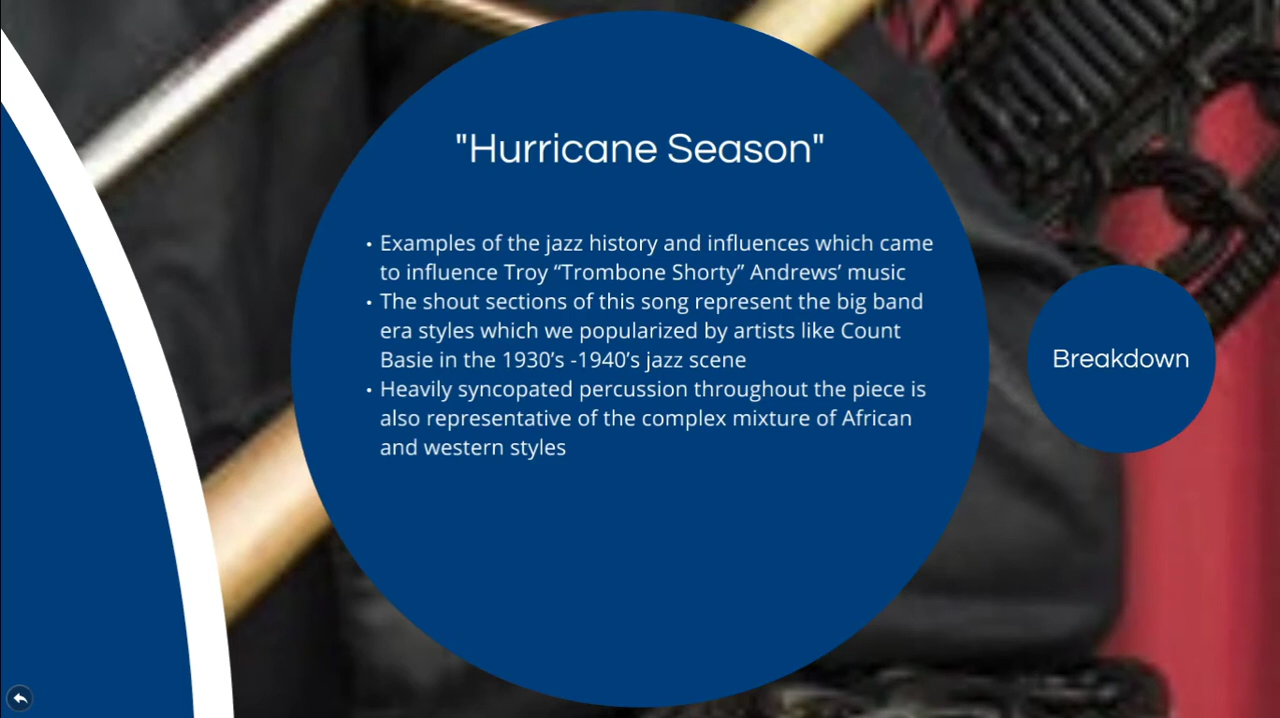 "Hurricane Season"
• Examples of the jazz history and influences which came
to influence Troy “Trombone Shorty” Andrews’ music
• The shout sections of this song represent the big band
era styles which we popularized by artists like Count
Basie in the 1930’s -1940’s jazz scene
• Heavily syncopated percussion throughout the piece is
also representative of the complex mixture of African
and western styles
Breakdown